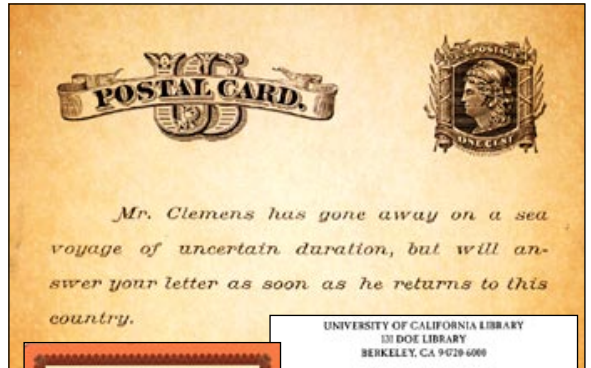 U.S. POSTAGE
POSTAL CARD.
ONE CENT
Mr. Clemens has gone away on a sea
voyage of uncertain duration, but will an-
swer your letter as soon as he returns to this
country.
UNIVERSITY OF CALIFORNIA LIBRARY
131 DOE LIBRARY
BERKELEY, CA 94720-6000